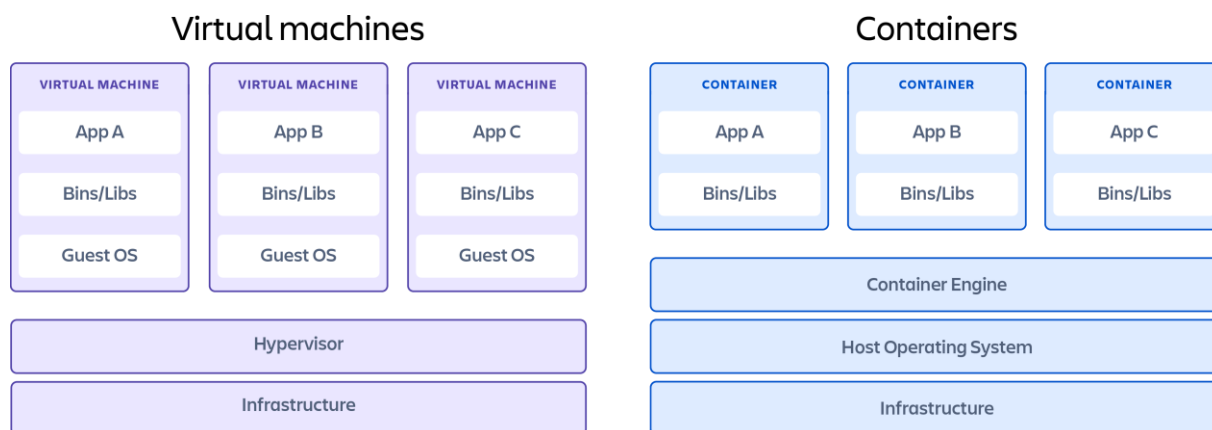 Virtual machines
VIRTUAL MACHINE
App A
Bins/Libs
Guest OS
VIRTUAL MACHINE
App B
Bins/Libs
Guest OS
VIRTUAL MACHINE
App C
Bins/Libs
Guest OS
Hypervisor
Infrastructure
Containers
CONTAINER
App A
Bins/Libs
CONTAINER
App B
Bins/Libs
CONTAINER
App C
Bins/Libs
Container Engine
Host Operating System
Infrastructure